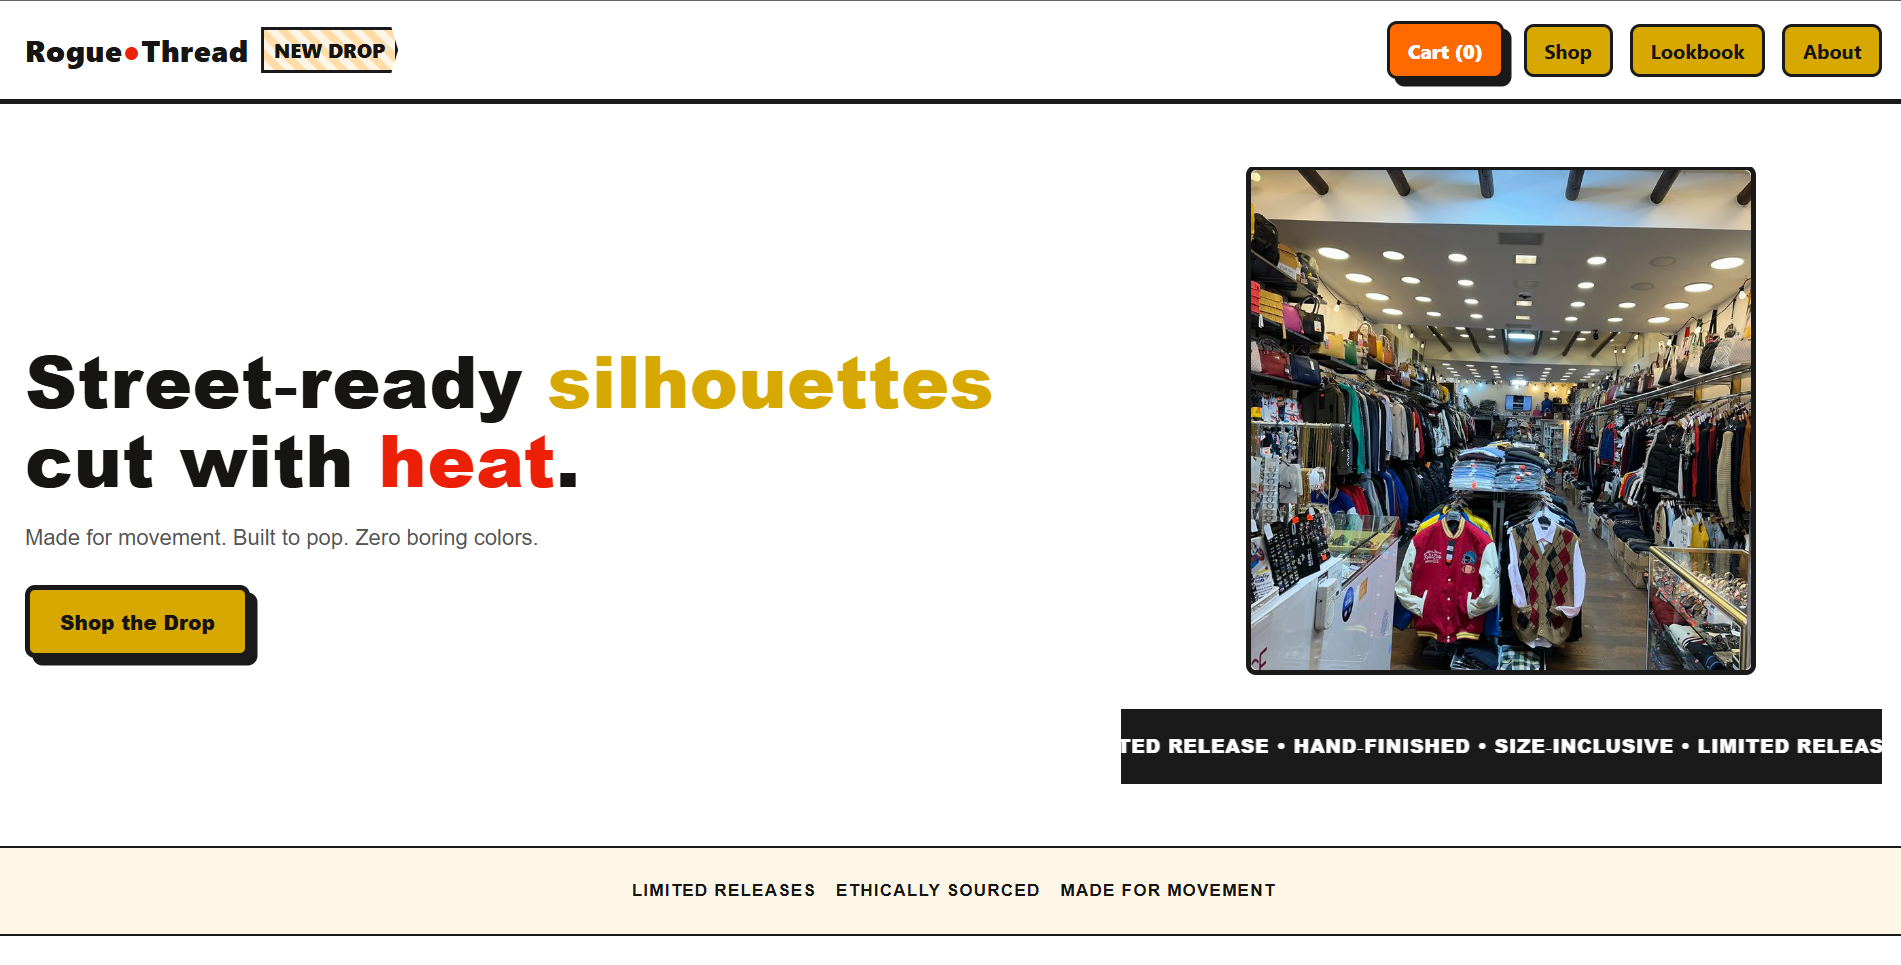 Rogue•Thread
NEW DROP
Cart (0)
Shop
Lookbook
About
Street-ready silhouettes
cut with heat.
Made for movement. Built to pop. Zero boring colors.
Shop the Drop
TED RELEASE • HAND-FINISHED • SIZE-INCLUSIVE • LIMITED RELEAS
LIMITED RELEASES ETHICALLY SOURCED MADE FOR MOVEMENT